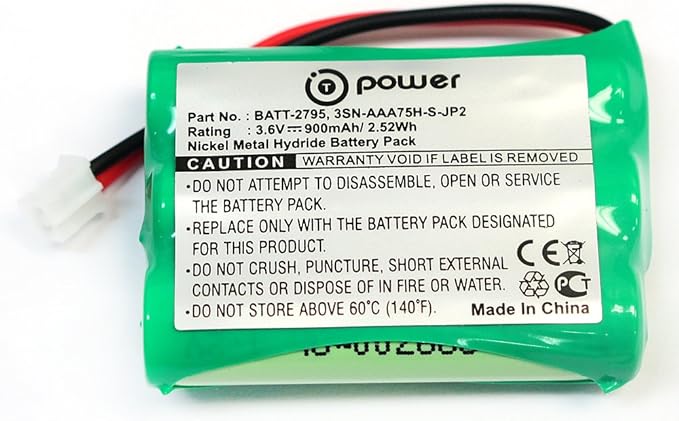 T power
Part No. : BATT-2795, 3SN-AAA75H-S-JP2
Rating : 3.6V⎓ 900mAh/ 2.52Wh
Nickel Metal Hydride Battery Pack
CAUTION WARRANTY VOID IF LABEL IS REMOVED.
•DO NOT ATTEMPT TO DISASSEMBLE, OPEN OR SERVICE
THE BATTERY PACK.
•REPLACE ONLY WITH THE BATTERY PACK DESIGNATED
FOR THIS PRODUCT.
•DO NOT CRUSH, PUNCTURE, SHORT EXTERNAL
CONTACTS OR DISPOSE OF IN FIRE OR WATER.
•DO NOT STORE ABOVE 60°C (140°F).
CE
PCT
Made In China